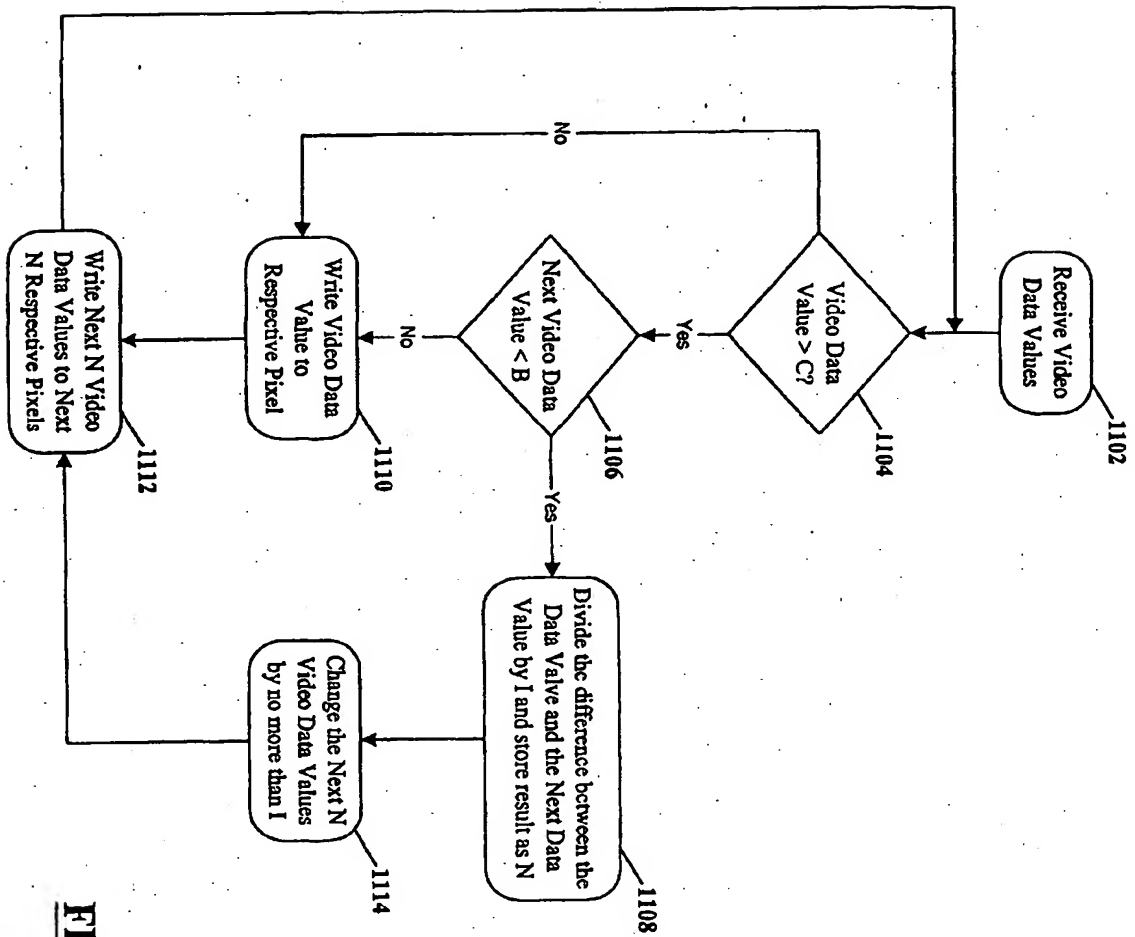 Receive Video
Data Values
1102
Video Data
Value > C?
1104
No
Yes
Next Video Data
Value < B
1106
No
Yes
Divide the difference between the
Data Valve and the Next Data
Value by I and store result as N
1108
Write Video Data
Value to
Respective Pixel
1110
Change the Next N
Video Data Values
by no more than I
1114
Write Next N Video
Data Values to Next
N Respective Pixels
1112